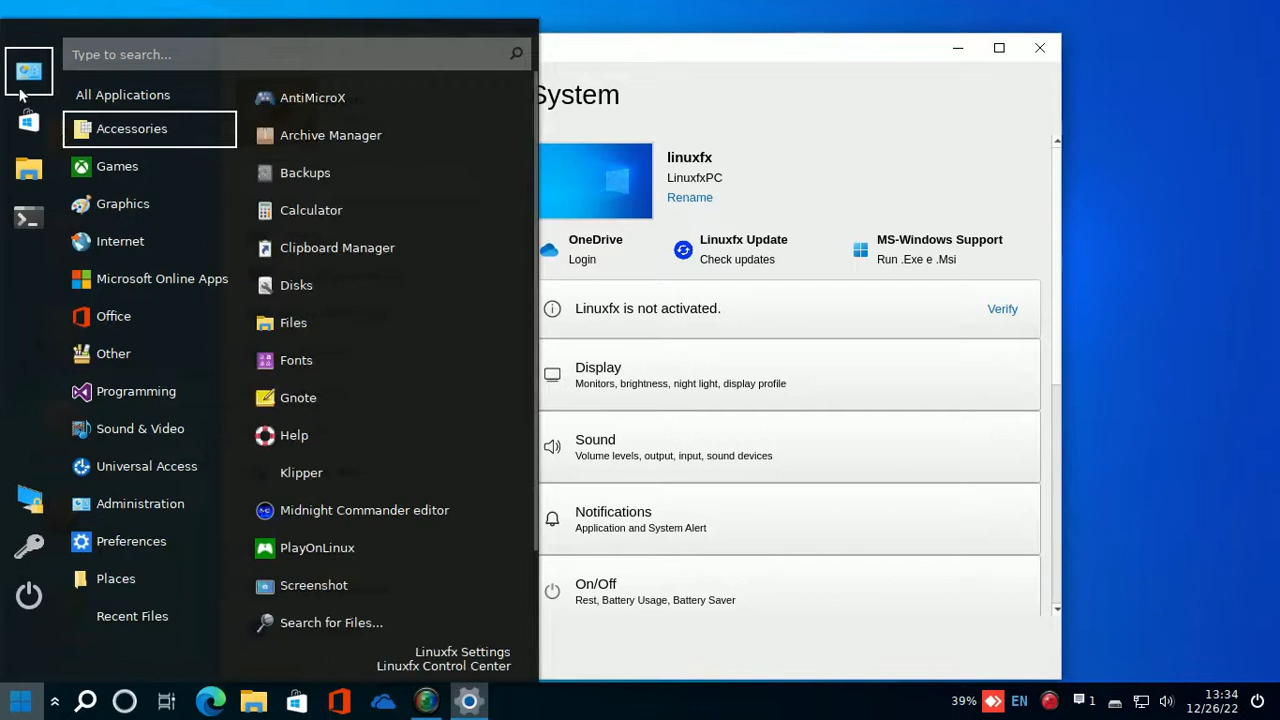 Type to search...
All Applications
Accessories
Games
Graphics
Internet
Microsoft Online Apps
Office
Other
Programming
Sound & Video
Universal Access
Administration
Preferences
Places
Recent Files
AntiMicroX
Archive Manager
Backups
Calculator
Clipboard Manager
Disks
Files
Fonts
Gnote
Help
Klipper
Midnight Commander editor
PlayOnLinux
Screenshot
Search for Files...
Linuxfx Settings
Linuxfx Control Center
System
linuxfx
LinuxfxPC
Rename
OneDrive
Login
Linuxfx Update
Check updates
MS-Windows Support
Run .Exe e .Msi
Linuxfx is not activated.
Verify
Display
Monitors, brightness, night light, display profile
Sound
Volume levels, output, input, sound devices
Notifications
Application and System Alert
On/Off
Rest, Battery Usage, Battery Saver
39%
EN
1
13:34
12/26/22